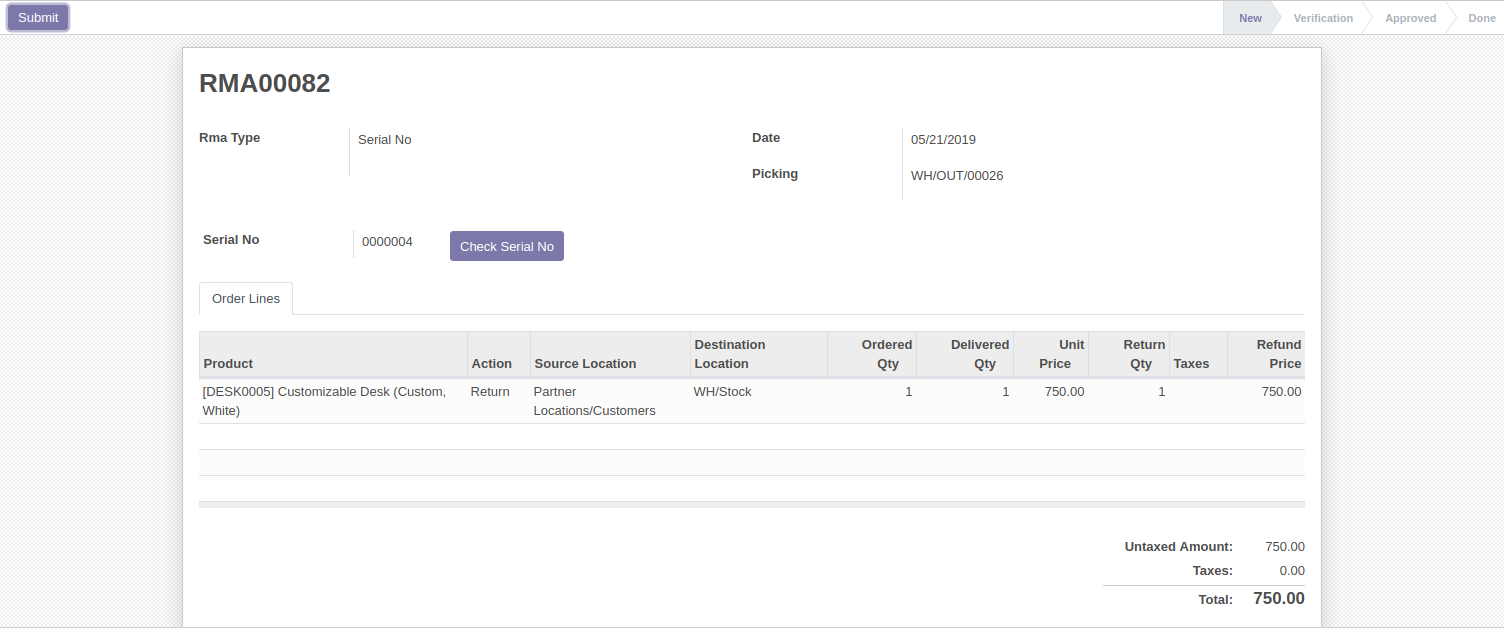 Submit
New Verification Approved Done
RMA00082
Rma Type Serial No Date 05/21/2019
Picking WH/OUT/00026
Serial No 0000004 Check Serial No
Order Lines
Destination Ordered Delivered Unit Return Refund
Product Action Source Location Location Qty Qty Price Qty Taxes Price
[DESK0005] Customizable Desk (Custom, Return Partner WH/Stock 1 1 750.00 1 750.00
White) Locations/Customers
Untaxed Amount: 750.00
Taxes: 0.00
Total: 750.00